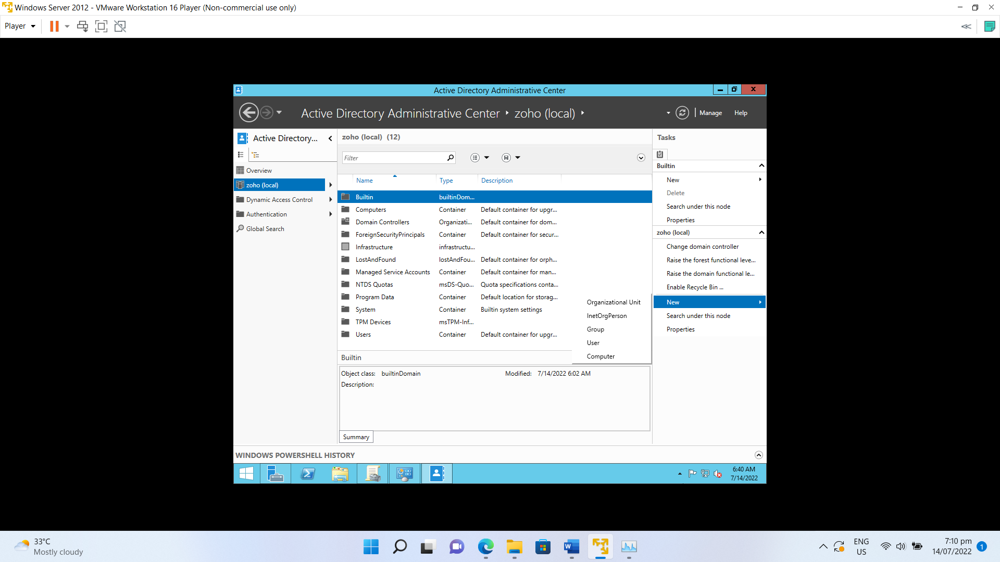 Windows Server 2012 - VMware Workstation 16 Player (Non-commercial use only)
Player
Active Directory Administrative Center
Active Directory Administrative Center zoho (local) Manage Help
Active Directory...
Overview
zoho (local)
Dynamic Access Control
Authentication
Global Search
zoho (local) (12)
Filter
Name Type Description
Builtin builtinDom...
Computers Container Default container for upgr...
Domain Controllers Organizati... Default container for dom...
ForeignSecurityPrincipals Container Default container for secur...
Infrastructure infrastructu...
LostAndFound lostAndFou... Default container for orph...
Managed Service Accounts Container Default container for man...
NTDS Quotas msDS-Quo... Quota specifications conta...
Program Data Container Default location for storag...
System Container Builtin system settings
TPM Devices msTPM-Inf...
Users Container Default container for upgr...
Organizational Unit
InetOrgPerson
Group
User
Computer
Builtin
Object class: builtinDomain Modified: 7/14/2022 6:02 AM
Description:
Summary
Tasks
Builtin
New
Delete
Search under this node
Properties
zoho (local)
Change domain controller
Raise the forest functional leve...
Raise the domain functional le...
Enable Recycle Bin ...
New
Search under this node
Properties
WINDOWS POWERSHELL HISTORY
6:40 AM
7/14/2022
33°C
Mostly cloudy
ENG
US
7:10 pm
14/07/2022
1